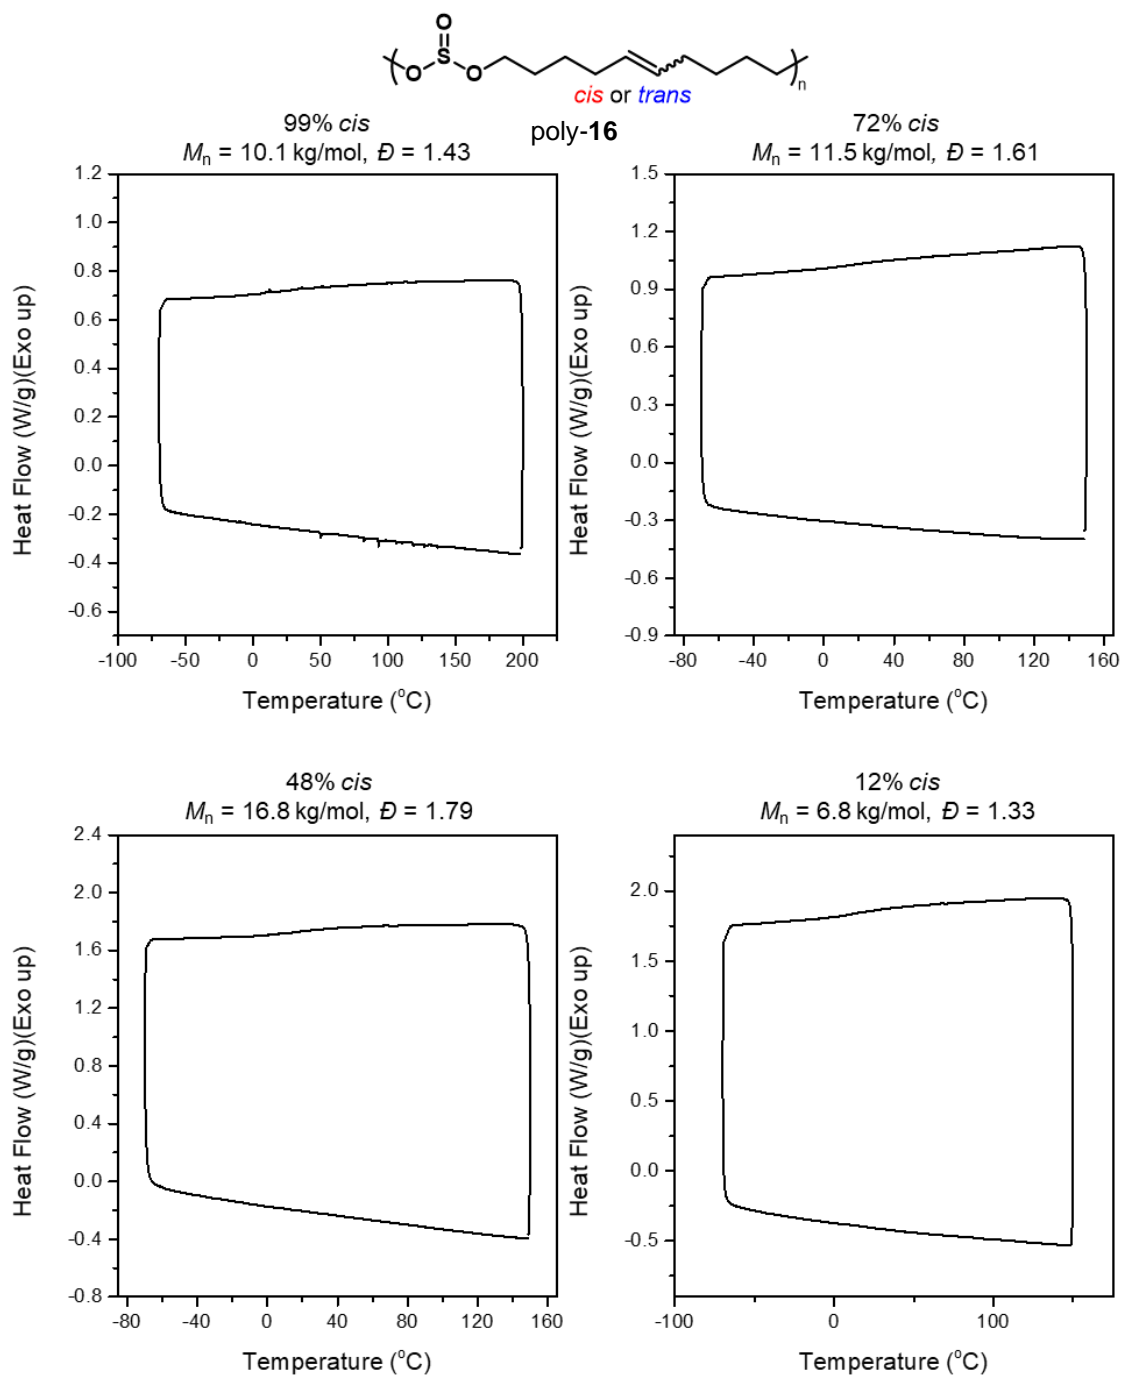 O
S
O
O
n
cis or trans
poly-16
99% cis
Mn = 10.1 kg/mol, Đ = 1.43
1.2
1.0
0.8
0.6
0.4
0.2
0.0
-0.2
-0.4
-0.6
Heat Flow (W/g)(Exo up)
-100 -50 0 50 100 150 200
Temperature (oC)
72% cis
Mn = 11.5 kg/mol, Đ = 1.61
1.5
1.2
0.9
0.6
0.3
0.0
-0.3
-0.6
-0.9
Heat Flow (W/g)(Exo up)
-80 -40 0 40 80 120 160
Temperature (oC)
48% cis
Mn = 16.8 kg/mol, Đ = 1.79
2.4
2.0
1.6
1.2
0.8
0.4
0.0
-0.4
-0.8
Heat Flow (W/g)(Exo up)
-80 -40 0 40 80 120 160
Temperature (oC)
12% cis
Mn = 6.8 kg/mol, Đ = 1.33
2.0
1.5
1.0
0.5
0.0
-0.5
Heat Flow (W/g)(Exo up)
-100 0 100
Temperature (oC)